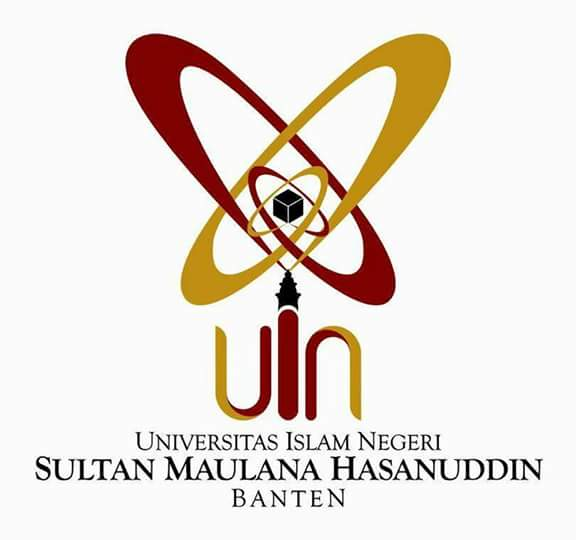 uin
UNIVERSITAS ISLAM NEGERI
SULTAN MAULANA HASANUDDIN
BANTEN